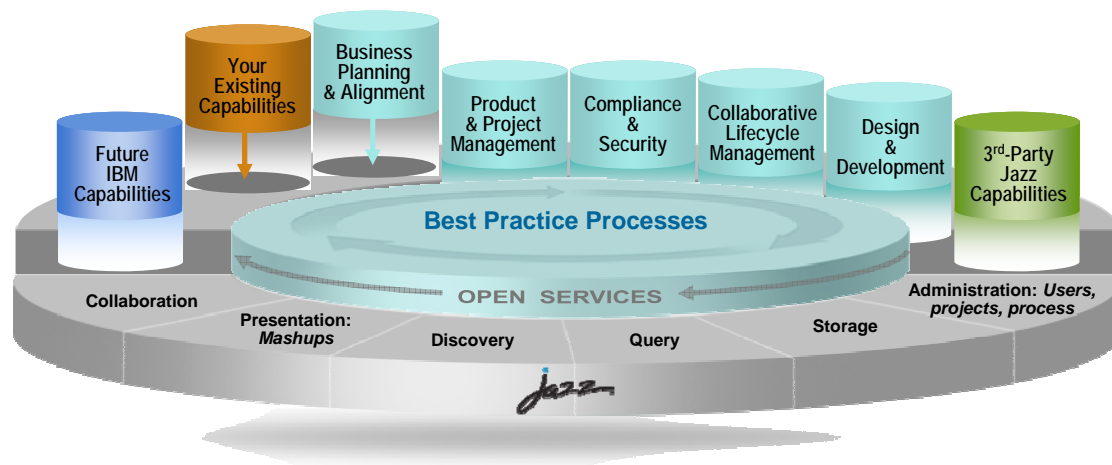 Your
Existing
Capabilities
Business
Planning
& Alignment
Product
& Project
Management
Compliance
&
Security
Collaborative
Lifecycle
Management
Design
&
Development
Future
IBM
Capabilities
3rd-Party
Jazz
Capabilities
Best Practice Processes
OPEN SERVICES
Collaboration
Presentation:
Mashups
Discovery
Query
Storage
Administration: Users,
projects, process
jazz